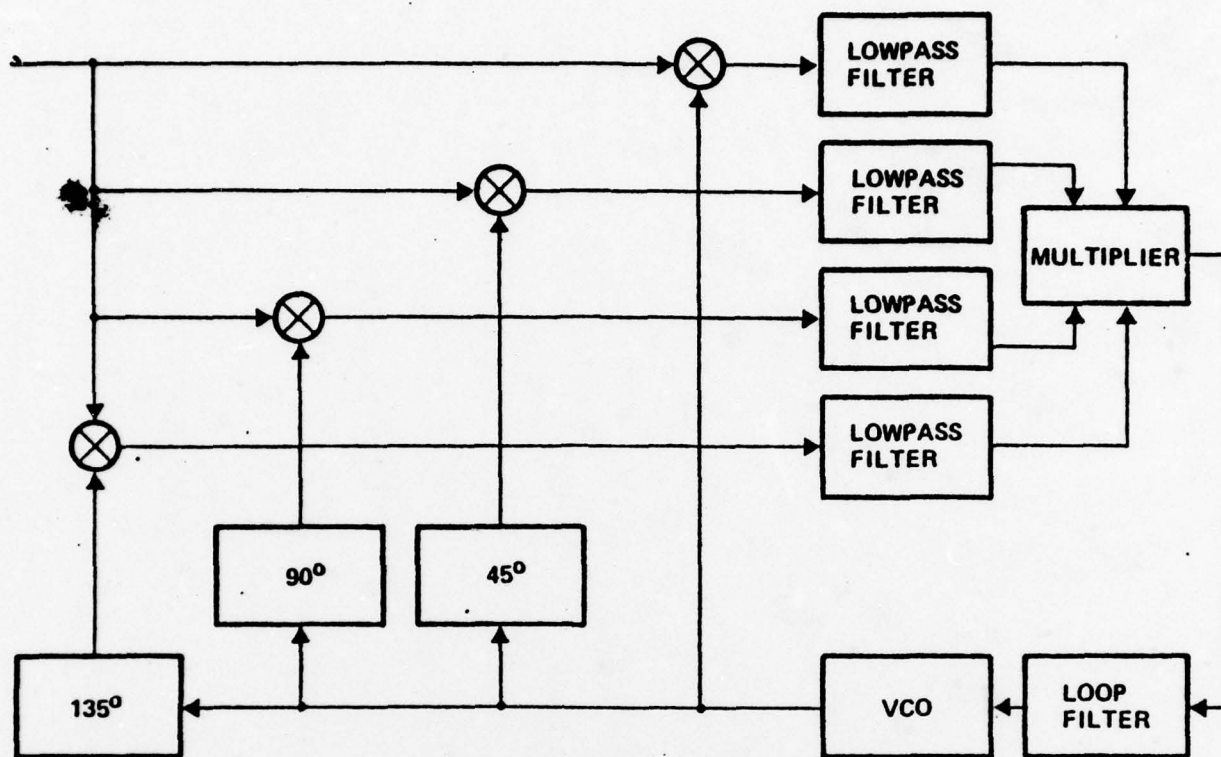 LOWPASS
FILTER
LOWPASS
FILTER
MULTIPLIER
LOWPASS
FILTER
LOWPASS
FILTER
90°
45°
135°
VCO
LOOP
FILTER